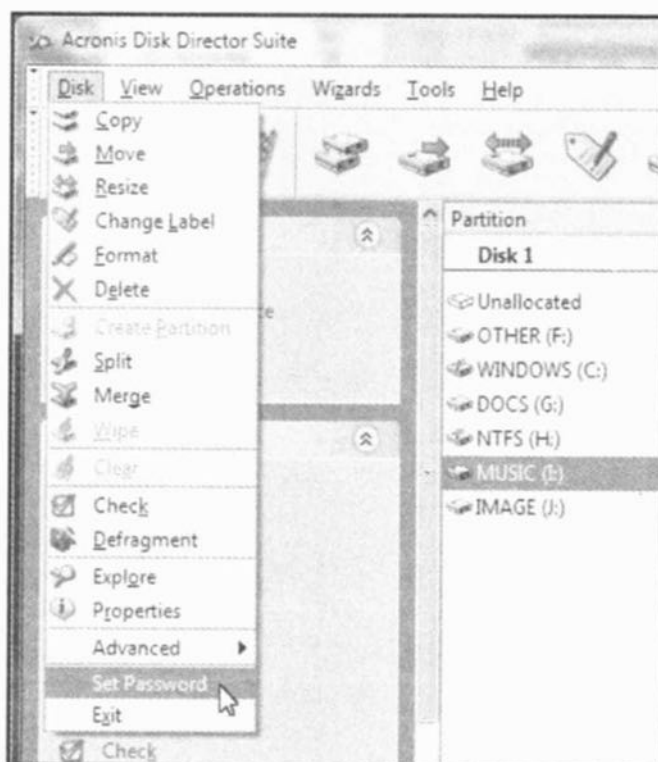 Acronis Disk Director Suite
Disk View Operations Wizards Tools Help
Copy
Move
Resize
Change Label
Format
Delete
Create Partition
Split
Merge
Wipe
Clear
Check
Defragment
Explore
Properties
Advanced
Set Password
Exit
Check
Partition
Disk 1
Unallocated
OTHER (F:)
WINDOWS (C:)
DOCS (G:)
NTFS (H:)
MUSIC (I:)
IMAGE (J:)